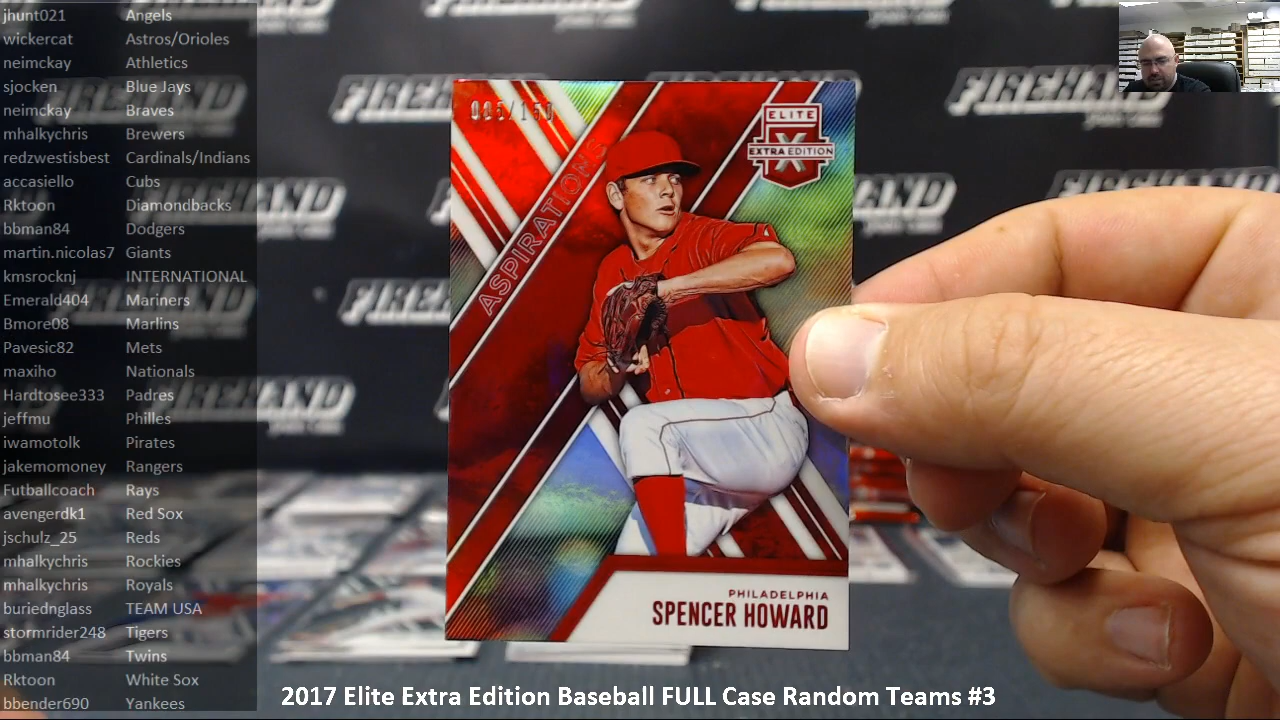 jhunt021 Angels
wickercat Astros/Orioles
neimckay Athletics
sjocken Blue Jays
neimckay Braves
mhalkychris Brewers
redzwestisbest Cardinals/Indians
accasiello Cubs
Rktoon Diamondbacks
bbman84 Dodgers
martin.nicolas7 Giants
kmsrocknj INTERNATIONAL
Emerald404 Mariners
Bmore08 Marlins
Pavesic82 Mets
maxiho Nationals
Hardtosee333 Padres
jeffmu Philles
iwamotolk Pirates
jakemomoney Rangers
Futballcoach Rays
avengerdk1 Red Sox
jschulz_25 Reds
mhalkychris Rockies
mhalkychris Royals
buriednglass TEAM USA
stormrider248 Tigers
bbman84 Twins
Rktoon White Sox
bbender690 Yankees
FIREHAND
FIREHAND
FIREHAND
FIREHAND
ELITE
X
EXTRA EDITION
ASPIRATIONS
PHILADELPHIA
SPENCER HOWARD
2017 Elite Extra Edition Baseball FULL Case Random Teams #3